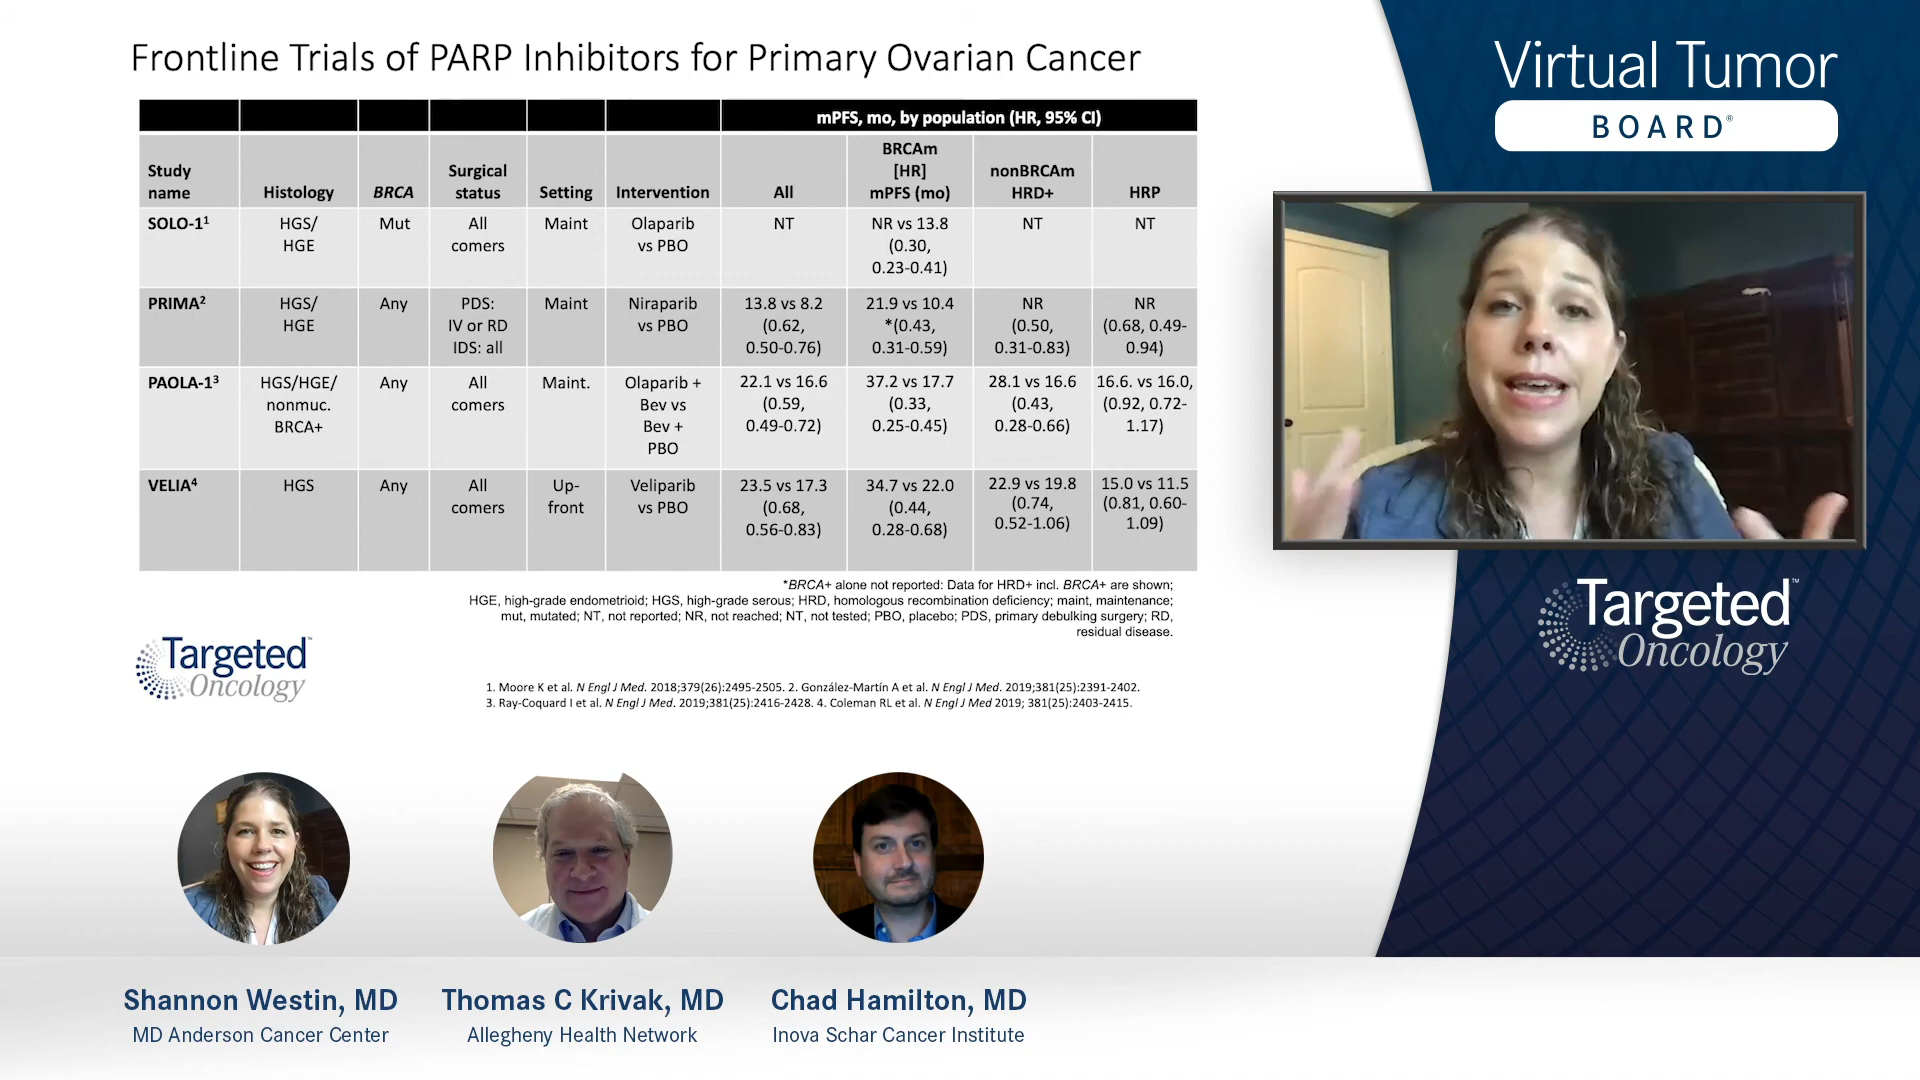 Frontline Trials of PARP Inhibitors for Primary Ovarian Cancer
mPFS, mo, by population (HR, 95% CI)
Study name
Histology
BRCA
Surgical status
Setting
Intervention
All
BRCAm [HR] mPFS (mo)
nonBRCAm HRD+
HRP
SOLO-1¹
HGS/ HGE
Mut
All comers
Maint
Olaparib vs PBO
NT
NR vs 13.8 (0.30, 0.23-0.41)
NT
NT
PRIMA²
HGS/ HGE
Any
PDS: IV or RD IDS: all
Maint
Niraparib vs PBO
13.8 vs 8.2 (0.62, 0.50-0.76)
21.9 vs 10.4 *(0.43, 0.31-0.59)
NR (0.50, 0.31-0.83)
NR (0.68, 0.49-0.94)
PAOLA-1³
HGS/HGE/ nonmuc. BRCA+
Any
All comers
Maint.
Olaparib + Bev vs Bev + PBO
22.1 vs 16.6 (0.59, 0.49-0.72)
37.2 vs 17.7 (0.33, 0.25-0.45)
28.1 vs 16.6 (0.43, 0.28-0.66)
16.6. vs 16.0, (0.92, 0.72-1.17)
VELIA⁴
HGS
Any
All comers
Up-front
Veliparib vs PBO
23.5 vs 17.3 (0.68, 0.56-0.83)
34.7 vs 22.0 (0.44, 0.28-0.68)
22.9 vs 19.8 (0.74, 0.52-1.06)
15.0 vs 11.5 (0.81, 0.60-1.09)
*BRCA+ alone not reported: Data for HRD+ incl. BRCA+ are shown;
HGE, high-grade endometrioid; HGS, high-grade serous; HRD, homologous recombination deficiency; maint, maintenance;
mut, mutated; NT, not reported; NR, not reached; NT, not tested; PBO, placebo; PDS, primary debulking surgery; RD,
residual disease.
Targeted Oncology™
1. Moore K et al. N Engl J Med. 2018;379(26):2495-2505. 2. González-Martín A et al. N Engl J Med. 2019;381(25):2391-2402.
3. Ray-Coquard I et al. N Engl J Med. 2019;381(25):2416-2428. 4. Coleman RL et al. N Engl J Med 2019; 381(25):2403-2415.
Virtual Tumor
BOARD®
Targeted™
Oncology
Shannon Westin, MD
MD Anderson Cancer Center
Thomas C Krivak, MD
Allegheny Health Network
Chad Hamilton, MD
Inova Schar Cancer Institute